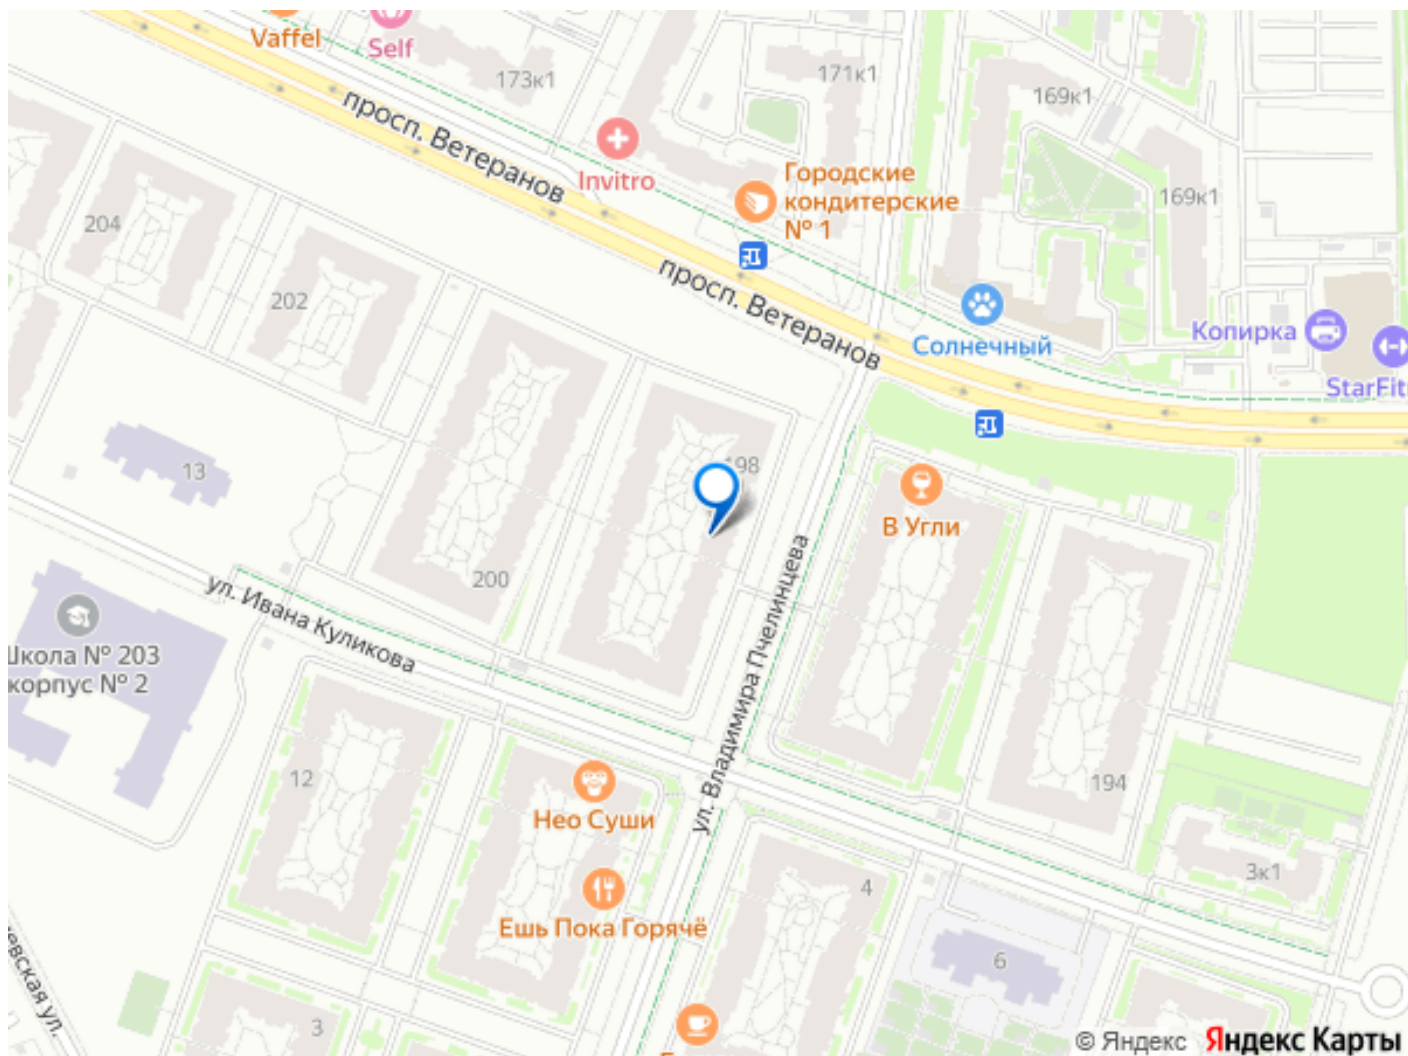 Vaffel
Self
173к1
171к1
169к1
просп. Ветеранов
Invitro
Городские
кондитерские
№ 1
169к1
204
202
просп. Ветеранов
Солнечный
Копирка
StarFit
13
198
В Угли
200
ул. Ивана Куликова
ул. Владимира Пчелинцева
Школа № 203
корпус № 2
12
194
Нео Суши
3к1
4
Ешь Пока Горячё
6
3
© Яндекс
Яндекс Карты